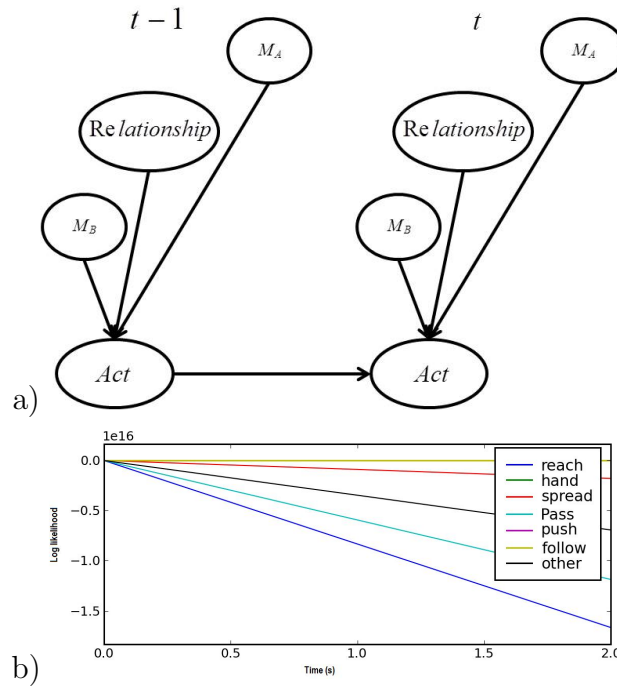 t − 1
t
M_A
M_A
Relationship
Relationship
M_B
M_B
Act
Act
a)
1e16
0.0
−0.5
−1.0
−1.5
Log likelihood
reach
hand
spread
Pass
push
follow
other
0.0 0.5 1.0 1.5 2.0
Time (s)
b)